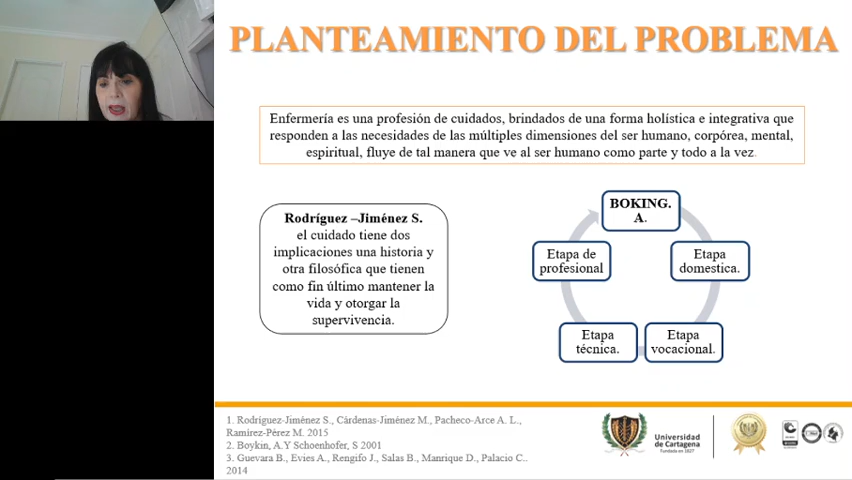 PLANTEAMIENTO DEL PROBLEMA
Enfermería es una profesión de cuidados, brindados de una forma holística e integrativa que
responden a las necesidades de las múltiples dimensiones del ser humano, corpórea, mental,
espiritual, fluye de tal manera que ve al ser humano como parte y todo a la vez.
Rodríguez –Jiménez S.
el cuidado tiene dos
implicaciones una historia y
otra filosófica que tienen
como fin último mantener la
vida y otorgar la
supervivencia.
BOKING.
A.
Etapa
domestica.
Etapa
vocacional.
Etapa
técnica.
Etapa de
profesional
1. Rodríguez-Jiménez S., Cárdenas-Jiménez M., Pacheco-Arce A. L.,
Ramírez-Pérez M. 2015
2. Boykin, A.Y Schoenhofer, S 2001
3. Guevara B., Evies A., Rengifo J., Salas B., Manrique D., Palacio C..
2014
Universidad
de Cartagena
Fundada en 1827